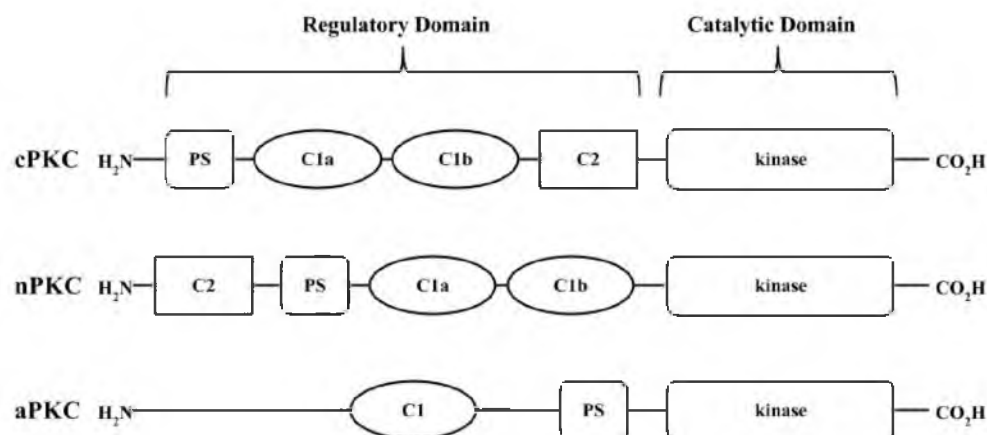 Regulatory Domain Catalytic Domain
cPKC H₂N PS C1a C1b C2 kinase CO₂H
nPKC H₂N C2 PS C1a C1b kinase CO₂H
aPKC H₂N C1 PS kinase CO₂H